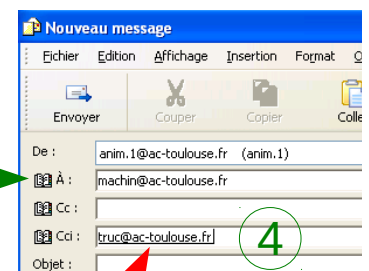 Nouveau message
Fichier Edition Affichage Insertion Format O
Envoyer Couper Copier Colle
De : anim.1@ac-toulouse.fr (anim.1)
À : machin@ac-toulouse.fr
Cc :
Cci : truc@ac-toulouse.fr 4
Objet :